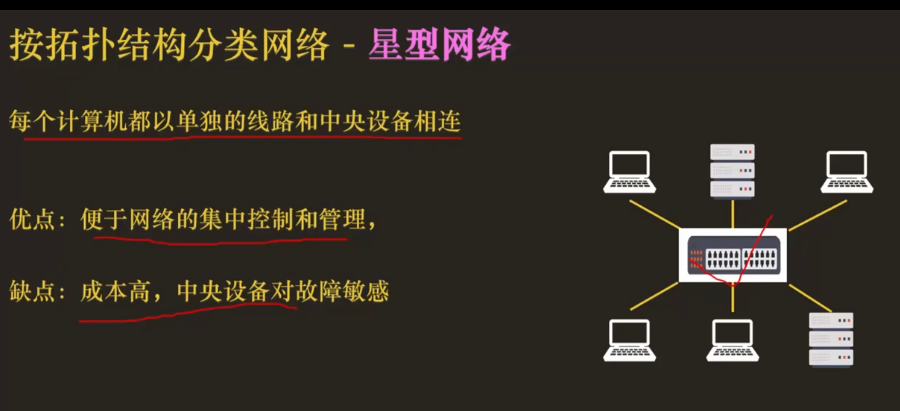 按拓扑结构分类网络 - 星型网络
每个计算机都以单独的线路和中央设备相连
优点：便于网络的集中控制和管理，
缺点：成本高，中央设备对故障敏感